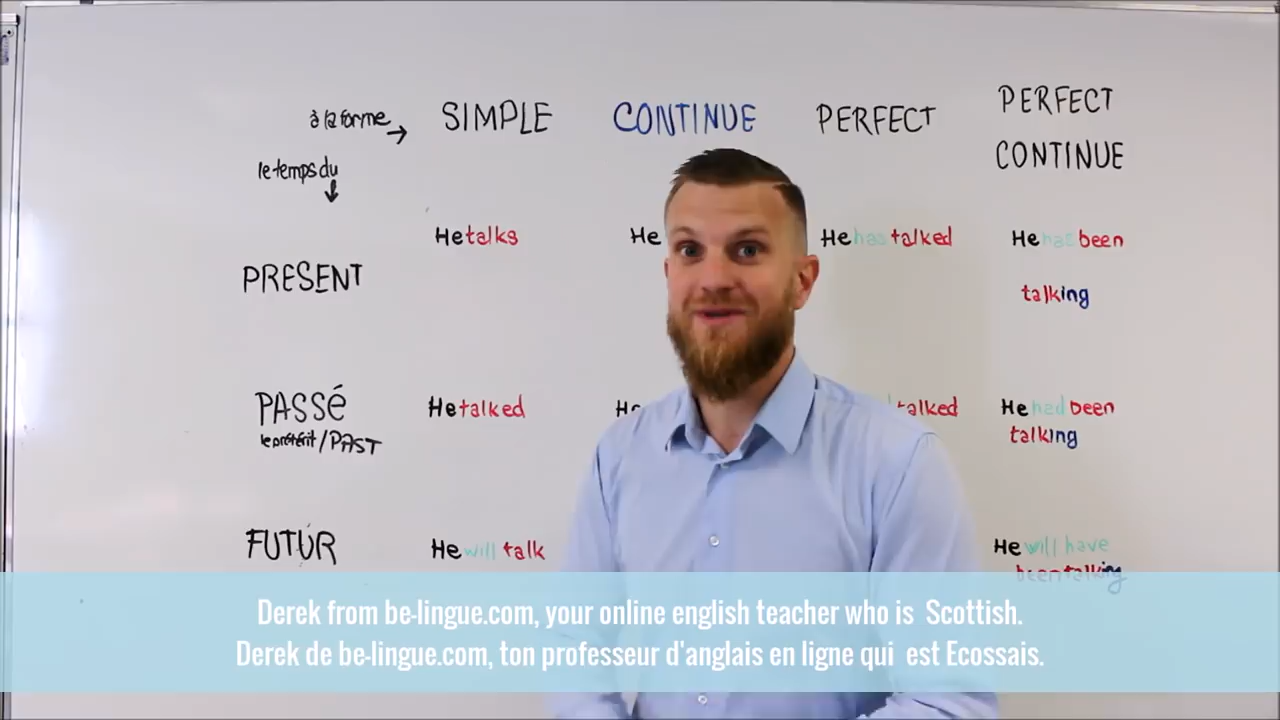 à la forme → SIMPLE CONTINUE PERFECT PERFECT
CONTINUE
le temps du
↓
He talks He He has talked He has been
PRESENT talking
PASSÉ He talked He talked He had been
le prétérit/PAST talking
FUTUR He will talk He will have
been talking
Derek from be-lingue.com, your online english teacher who is Scottish.
Derek de be-lingue.com, ton professeur d'anglais en ligne qui est Ecossais.